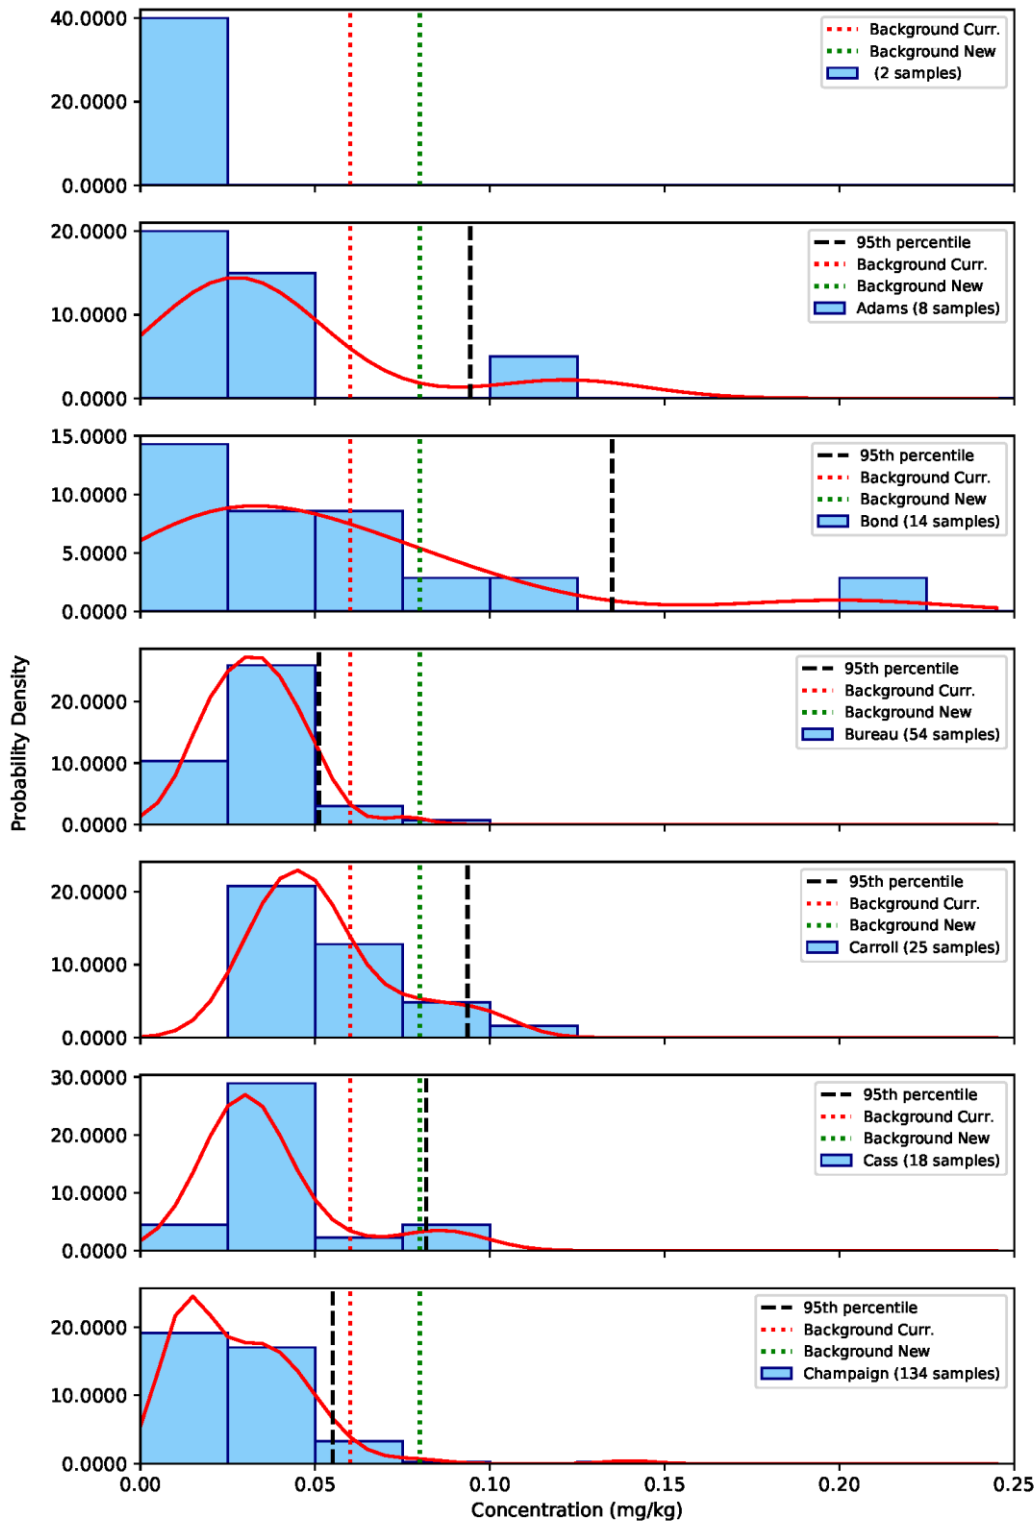 40.0000
20.0000
0.0000
Background Curr.
Background New
(2 samples)
20.0000
10.0000
0.0000
95th percentile
Background Curr.
Background New
Adams (8 samples)
15.0000
10.0000
5.0000
0.0000
95th percentile
Background Curr.
Background New
Bond (14 samples)
Probability Density
20.0000
10.0000
0.0000
95th percentile
Background Curr.
Background New
Bureau (54 samples)
20.0000
10.0000
0.0000
95th percentile
Background Curr.
Background New
Carroll (25 samples)
30.0000
20.0000
10.0000
0.0000
95th percentile
Background Curr.
Background New
Cass (18 samples)
20.0000
10.0000
0.0000
95th percentile
Background Curr.
Background New
Champaign (134 samples)
0.00 0.05 0.10 0.15 0.20 0.25
Concentration (mg/kg)